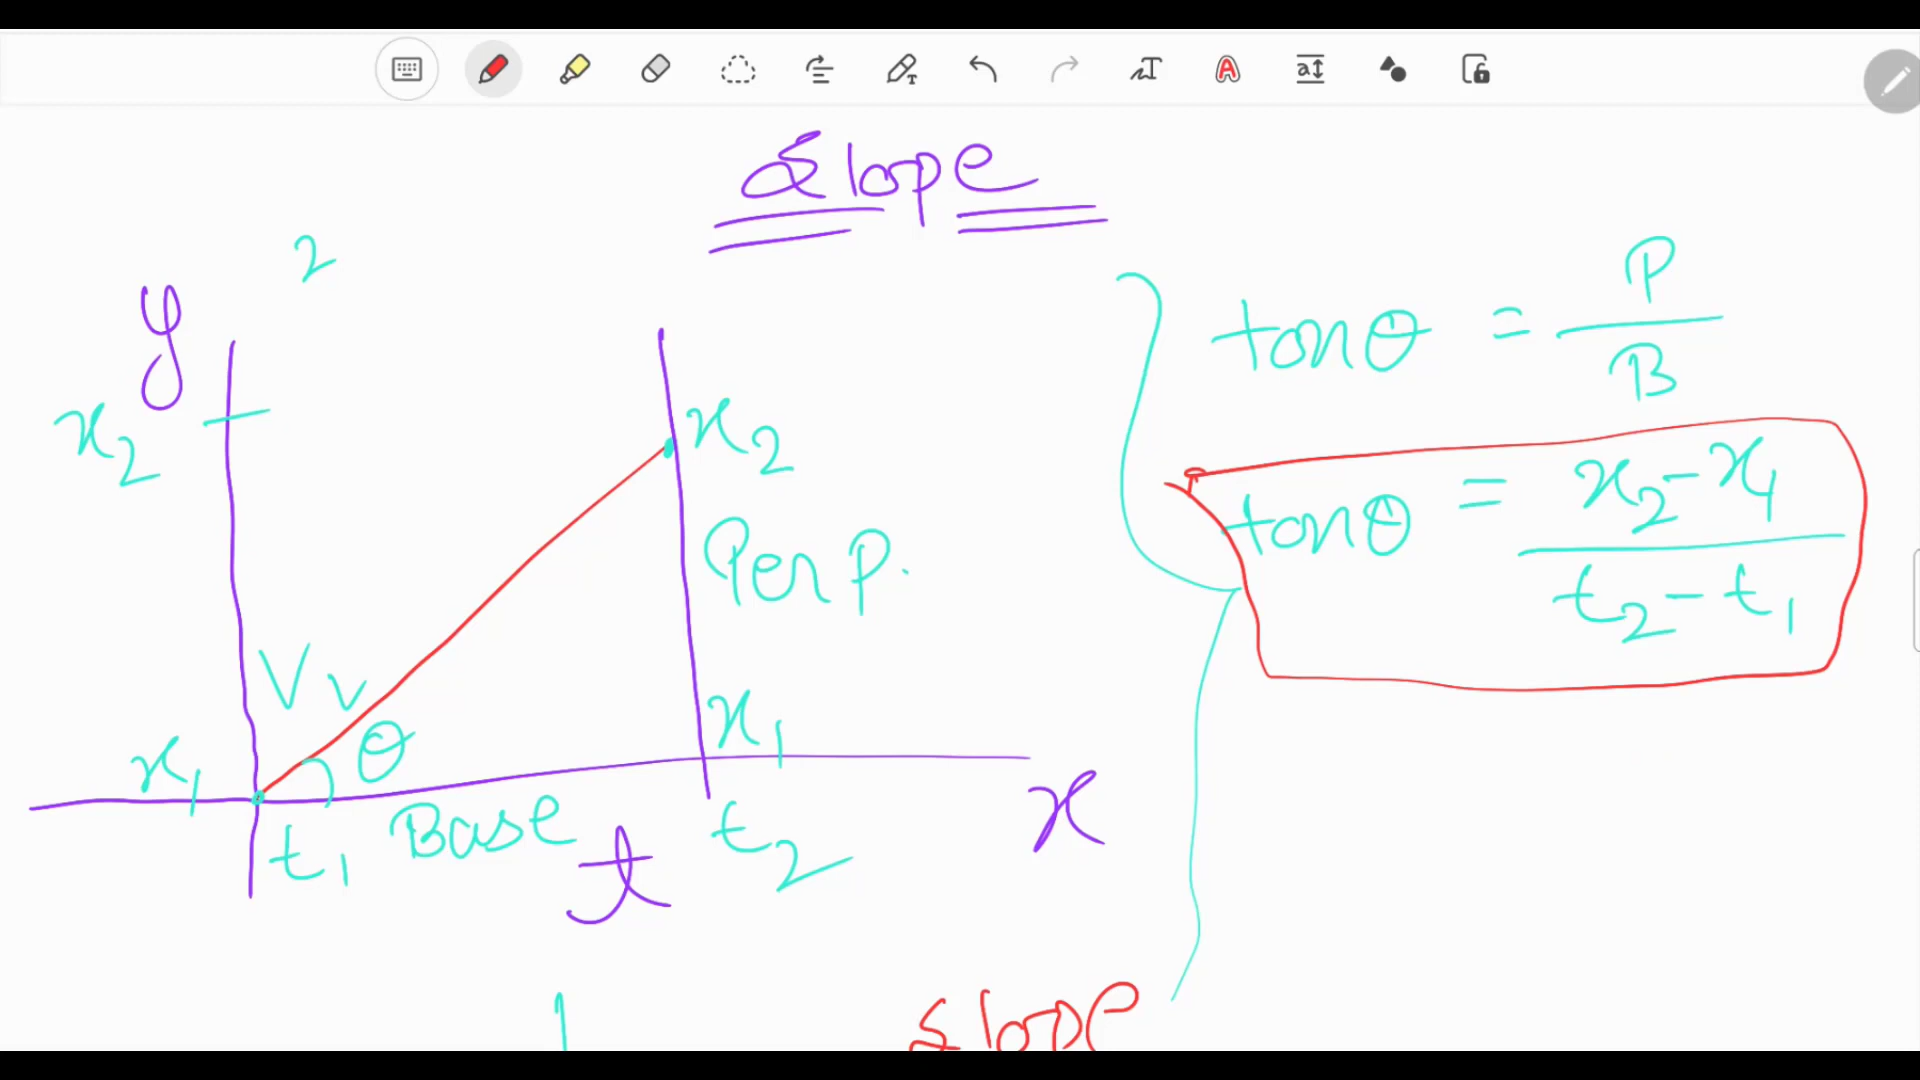 Slope
2
y
x2
x2
Perp.
Vv
θ
x1
x1
t1 Base
t
t2
x
tanθ = P/B
tanθ = x2-x1/t2-t1
slope